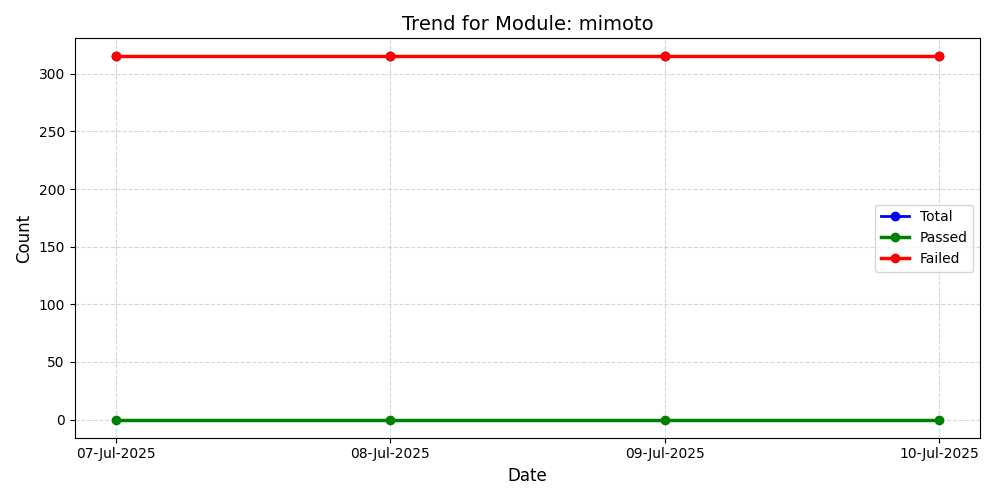 Trend for Module: mimoto
Count
300
250
200
150
100
50
0
Total
Passed
Failed
07-Jul-2025 08-Jul-2025 09-Jul-2025 10-Jul-2025
Date